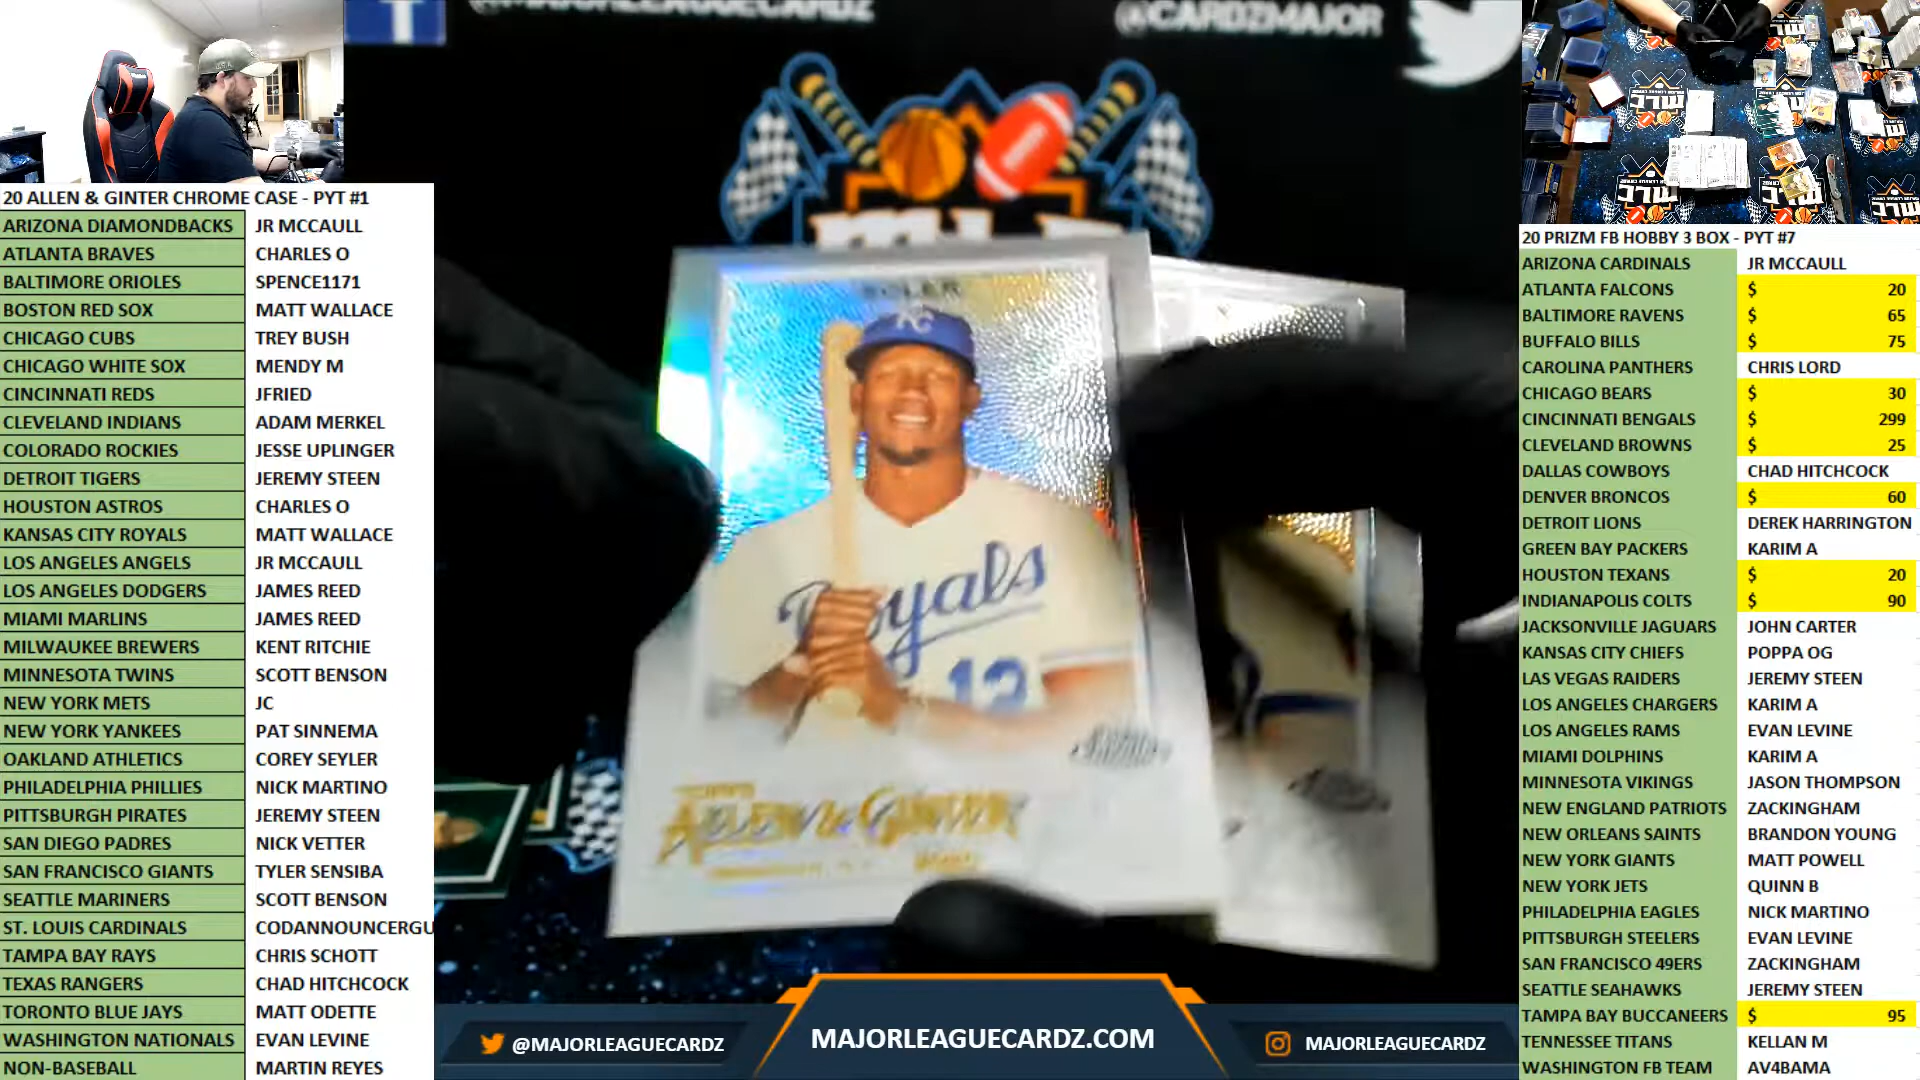 @MAJORLEAGUECARDZ
@CARDZMAJOR
20 ALLEN & GINTER CHROME CASE - PYT #1
ARIZONA DIAMONDBACKS JR MCCAULL
ATLANTA BRAVES CHARLES O
BALTIMORE ORIOLES SPENCE1171
BOSTON RED SOX MATT WALLACE
CHICAGO CUBS TREY BUSH
CHICAGO WHITE SOX MENDY M
CINCINNATI REDS JFRIED
CLEVELAND INDIANS ADAM MERKEL
COLORADO ROCKIES JESSE UPLINGER
DETROIT TIGERS JEREMY STEEN
HOUSTON ASTROS CHARLES O
KANSAS CITY ROYALS MATT WALLACE
LOS ANGELES ANGELS JR MCCAULL
LOS ANGELES DODGERS JAMES REED
MIAMI MARLINS JAMES REED
MILWAUKEE BREWERS KENT RITCHIE
MINNESOTA TWINS SCOTT BENSON
NEW YORK METS JC
NEW YORK YANKEES PAT SINNEMA
OAKLAND ATHLETICS COREY SEYLER
PHILADELPHIA PHILLIES NICK MARTINO
PITTSBURGH PIRATES JEREMY STEEN
SAN DIEGO PADRES NICK VETTER
SAN FRANCISCO GIANTS TYLER SENSIBA
SEATTLE MARINERS SCOTT BENSON
ST. LOUIS CARDINALS CODANNOUNCERGU
TAMPA BAY RAYS CHRIS SCHOTT
TEXAS RANGERS CHAD HITCHCOCK
TORONTO BLUE JAYS MATT ODETTE
WASHINGTON NATIONALS EVAN LEVINE
NON-BASEBALL MARTIN REYES
SOLER
KC
Royals
12
TOPPS
ALLEN & GINTER
@MAJORLEAGUECARDZ
MAJORLEAGUECARDZ.COM
MAJORLEAGUECARDZ
20 PRIZM FB HOBBY 3 BOX - PYT #7
ARIZONA CARDINALS JR MCCAULL
ATLANTA FALCONS $ 20
BALTIMORE RAVENS $ 65
BUFFALO BILLS $ 75
CAROLINA PANTHERS CHRIS LORD
CHICAGO BEARS $ 30
CINCINNATI BENGALS $ 299
CLEVELAND BROWNS $ 25
DALLAS COWBOYS CHAD HITCHCOCK
DENVER BRONCOS $ 60
DETROIT LIONS DEREK HARRINGTON
GREEN BAY PACKERS KARIM A
HOUSTON TEXANS $ 20
INDIANAPOLIS COLTS $ 90
JACKSONVILLE JAGUARS JOHN CARTER
KANSAS CITY CHIEFS POPPA OG
LAS VEGAS RAIDERS JEREMY STEEN
LOS ANGELES CHARGERS KARIM A
LOS ANGELES RAMS EVAN LEVINE
MIAMI DOLPHINS KARIM A
MINNESOTA VIKINGS JASON THOMPSON
NEW ENGLAND PATRIOTS ZACKINGHAM
NEW ORLEANS SAINTS BRANDON YOUNG
NEW YORK GIANTS MATT POWELL
NEW YORK JETS QUINN B
PHILADELPHIA EAGLES NICK MARTINO
PITTSBURGH STEELERS EVAN LEVINE
SAN FRANCISCO 49ERS ZACKINGHAM
SEATTLE SEAHAWKS JEREMY STEEN
TAMPA BAY BUCCANEERS $ 95
TENNESSEE TITANS KELLAN M
WASHINGTON FB TEAM AV4BAMA